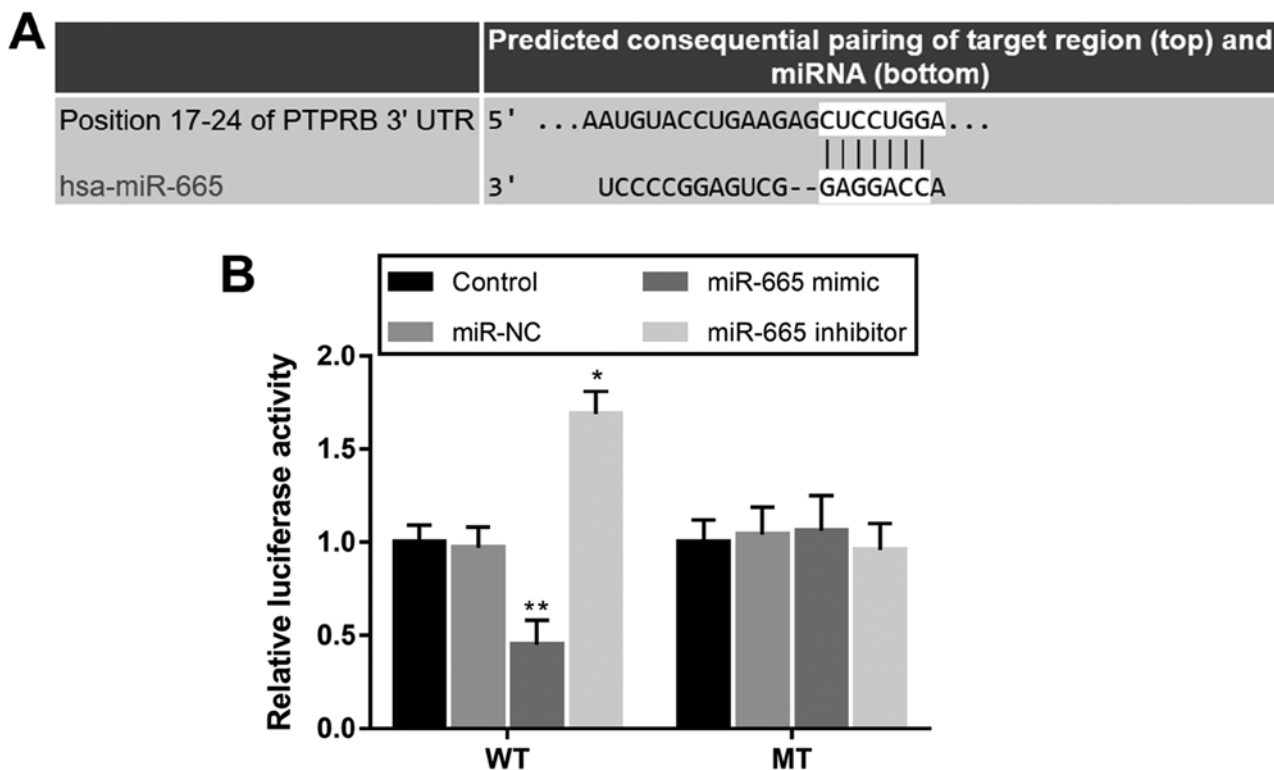 A
Predicted consequential pairing of target region (top) and
miRNA (bottom)
Position 17-24 of PTPRB 3' UTR 5' ...AAUGUACCUGAAGAGCUCCUGGA...
hsa-miR-665 3' UCCCCGGAGUCG--GAGGACCA
B
Control miR-665 mimic
miR-NC miR-665 inhibitor
Relative luciferase activity
2.0
1.5
1.0
0.5
0.0
*
**
WT MT